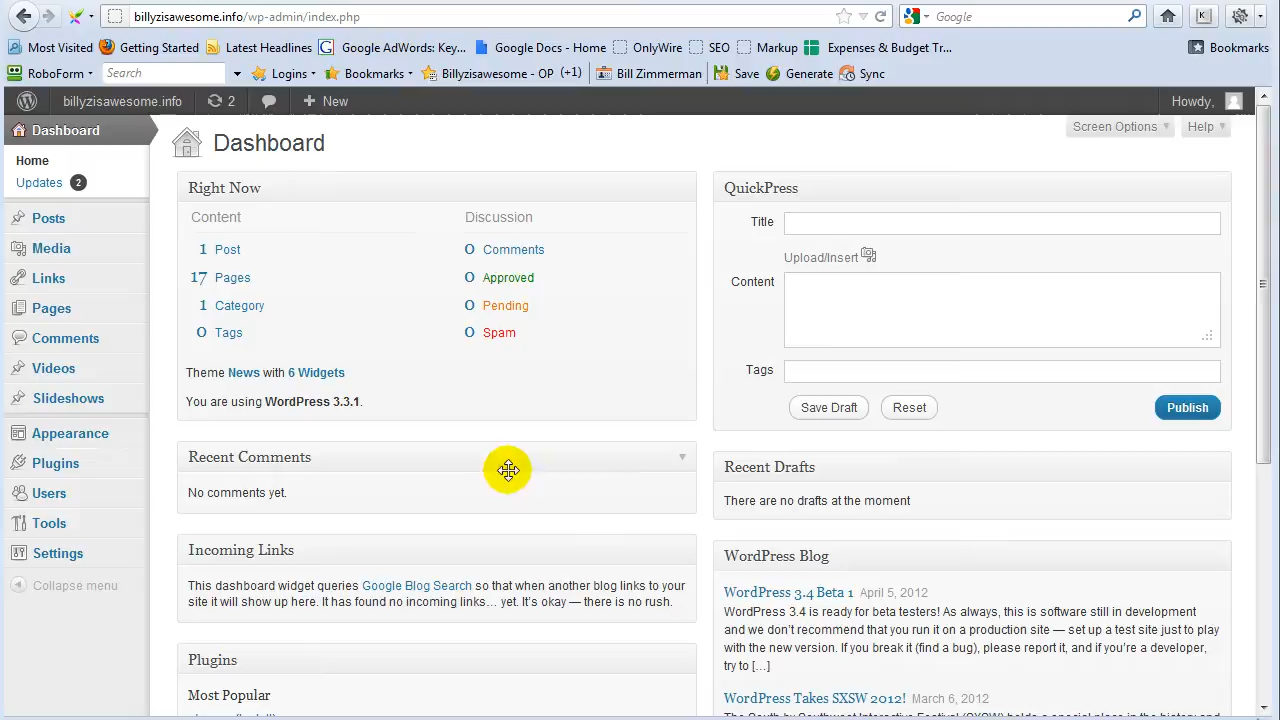 billyzisawesome.info/wp-admin/index.php
Google
Most Visited Getting Started Latest Headlines Google AdWords: Key... Google Docs - Home OnlyWire SEO Markup Expenses & Budget Tr... Bookmarks
RoboForm Search Logins Bookmarks Billyzisawesome - OP (+1) Bill Zimmerman Save Generate Sync
billyzisawesome.info 2 New Howdy,
Dashboard
Home
Updates 2
Posts
Media
Links
Pages
Comments
Videos
Slideshows
Appearance
Plugins
Users
Tools
Settings
Collapse menu
Dashboard
Screen Options Help
Right Now
Content Discussion
1 Post 0 Comments
17 Pages 0 Approved
1 Category 0 Pending
0 Tags 0 Spam
Theme News with 6 Widgets
You are using WordPress 3.3.1.
Recent Comments
No comments yet.
Incoming Links
This dashboard widget queries Google Blog Search so that when another blog links to your
site it will show up here. It has found no incoming links… yet. It's okay — there is no rush.
Plugins
Most Popular
QuickPress
Title
Upload/Insert
Content
Tags
Save Draft Reset Publish
Recent Drafts
There are no drafts at the moment
WordPress Blog
WordPress 3.4 Beta 1 April 5, 2012
WordPress 3.4 is ready for beta testers! As always, this is software still in development
and we don't recommend that you run it on a production site — set up a test site just to play
with the new version. If you break it (find a bug), please report it, and if you're a developer,
try to […]
WordPress Takes SXSW 2012! March 6, 2012